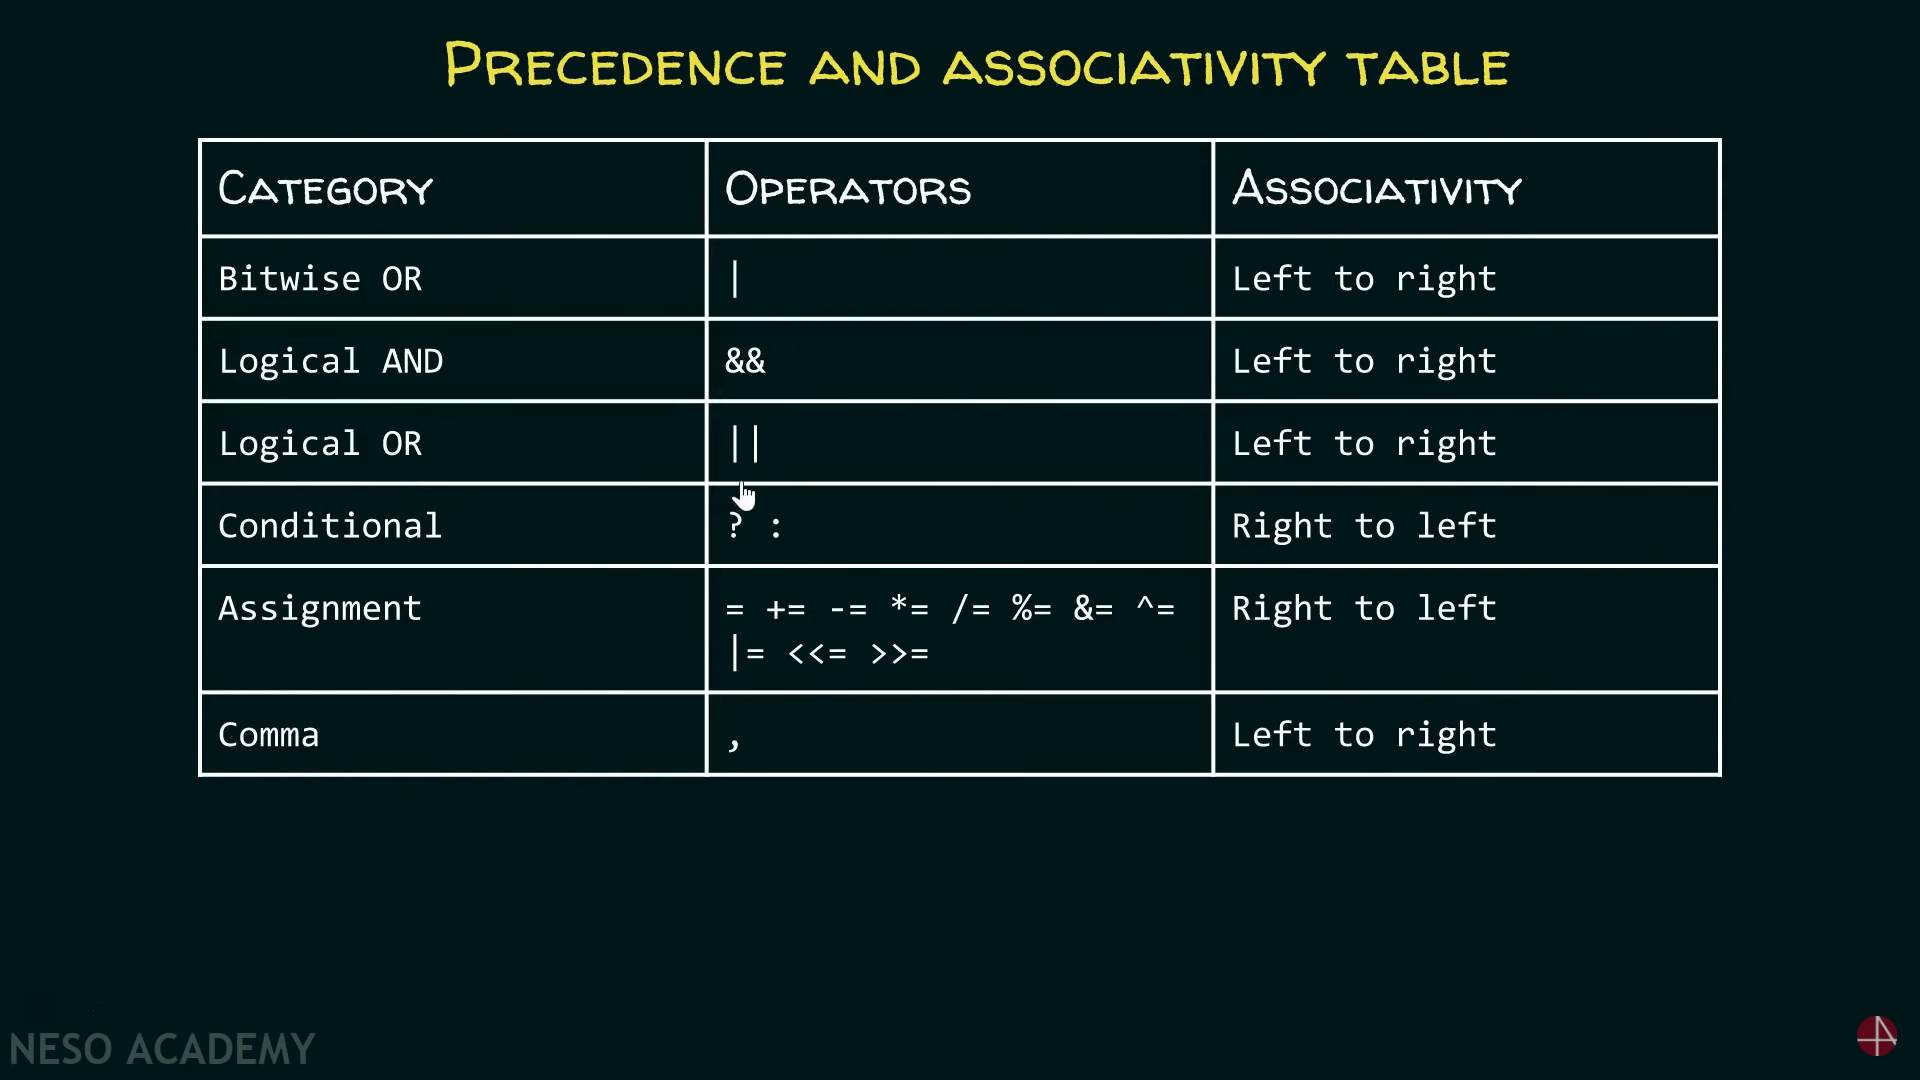 PRECEDENCE AND ASSOCIATIVITY TABLE
CATEGORY OPERATORS ASSOCIATIVITY
Bitwise OR | Left to right
Logical AND && Left to right
Logical OR || Left to right
Conditional ? : Right to left
Assignment = += -= *= /= %= &= ^= Right to left
|= <<= >>=
Comma , Left to right
NESO ACADEMY